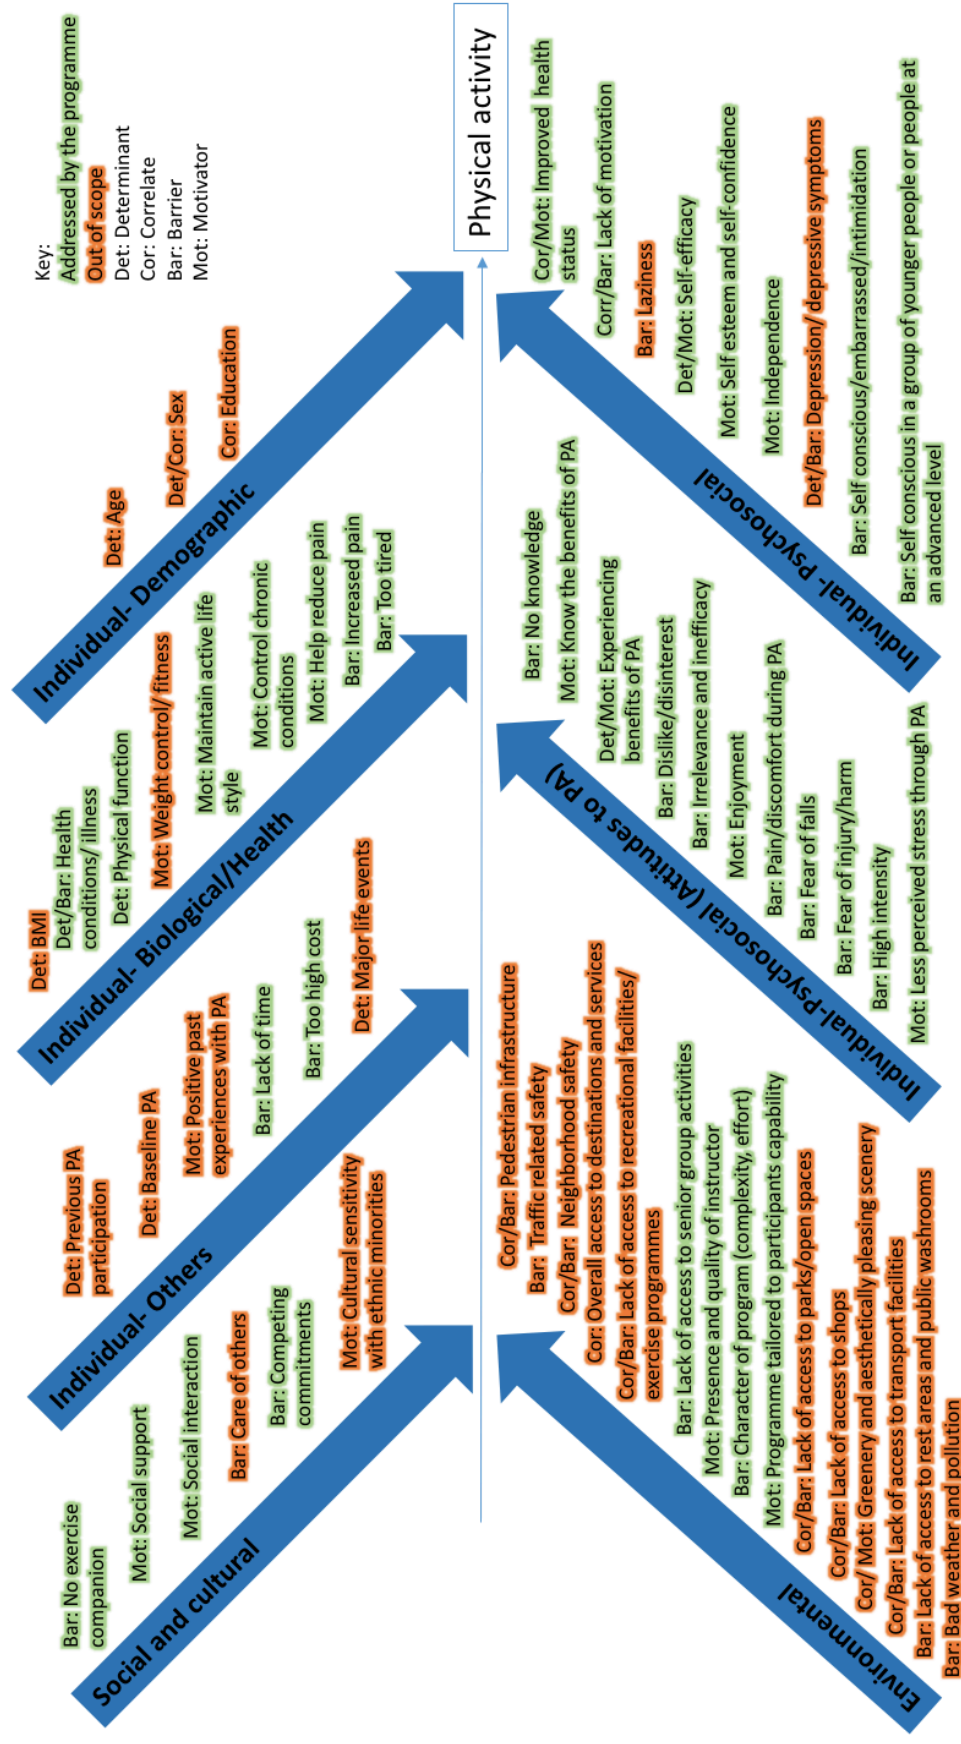 Key:
Addressed by the programme
Out of scope
Det: Determinant
Cor: Correlate
Bar: Barrier
Mot: Motivator
Social and cultural
Bar: No exercise
companion
Mot: Social support
Mot: Social interaction
Bar: Care of others
Bar: Competing
commitments
Mot: Cultural sensitivity
with ethnic minorities
Individual- Others
Det: Previous PA
participation
Det: Baseline PA
Mot: Positive past
experiences with PA
Bar: Lack of time
Bar: Too high cost
Det: Major life events
Individual- Biological/Health
Det: BMI
Det/Bar: Health
conditions/ illness
Det: Physical function
Mot: Weight control/ fitness
Mot: Maintain active life
style
Mot: Control chronic
conditions
Mot: Help reduce pain
Bar: Increased pain
Bar: Too tired
Individual- Demographic
Det: Age
Det/Cor: Sex
Cor: Education
Physical activity
Environmental
Cor/Bar: Pedestrian infrastructure
Bar:  Traffic related safety
Cor/Bar:  Neighborhood safety
Cor: Overall access to destinations and services
Cor/Bar: Lack of access to recreational facilities/
exercise programmes
Bar: Lack of access to senior group activities
Mot: Presence and quality of instructor
Bar: Character of program (complexity, effort)
Mot: Programme tailored to participants capability
Cor/Bar: Lack of access to parks/open spaces
Cor/Bar: Lack of access to shops
Cor/ Mot: Greenery and aesthetically pleasing scenery
Cor/Bar: Lack of access to transport facilities
Bar: Lack of access to rest areas and public washrooms
Bar: Bad weather and pollution
Individual-Psychosocial (Attitudes to PA)
Bar: No knowledge
Mot: Know the benefits of PA
Det/Mot: Experiencing
benefits of PA
Bar: Dislike/disinterest
Bar: Irrelevance and inefficacy
Mot: Enjoyment
Bar: Pain/discomfort during PA
Bar: Fear of falls
Bar: Fear of injury/harm
Bar: High intensity
Mot: Less perceived stress through PA
Individual- Psychosocial
Cor/Mot: Improved  health
status
Corr/Bar: Lack of motivation
Bar: Laziness
Det/Mot: Self-efficacy
Mot: Self esteem and self-confidence
Mot: Independence
Det/Bar: Depression/ depressive symptoms
Bar: Self conscious/embarrassed/intimidation
Bar: Self conscious in a group of younger people or people at
an advanced level